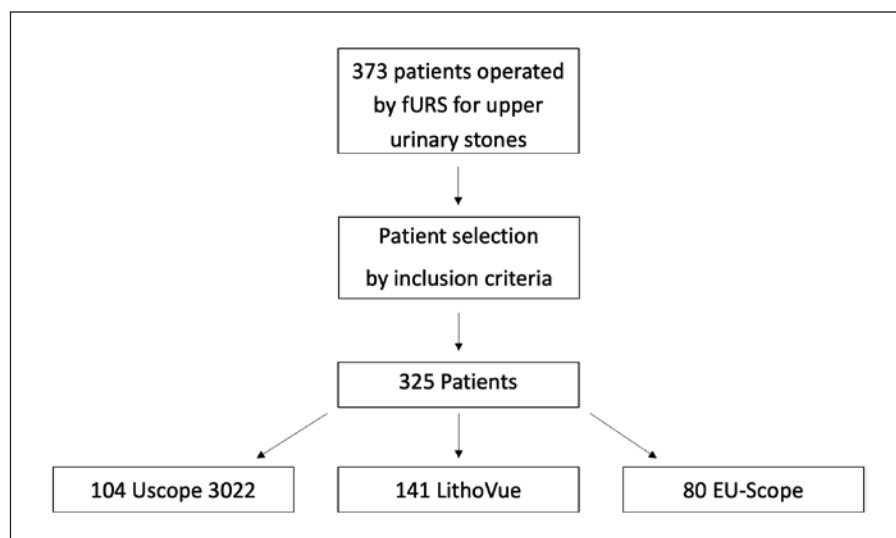 373 patients operated
by fURS for upper
urinary stones
Patient selection
by inclusion criteria
325 Patients
104 Uscope 3022
141 LithoVue
80 EU-Scope